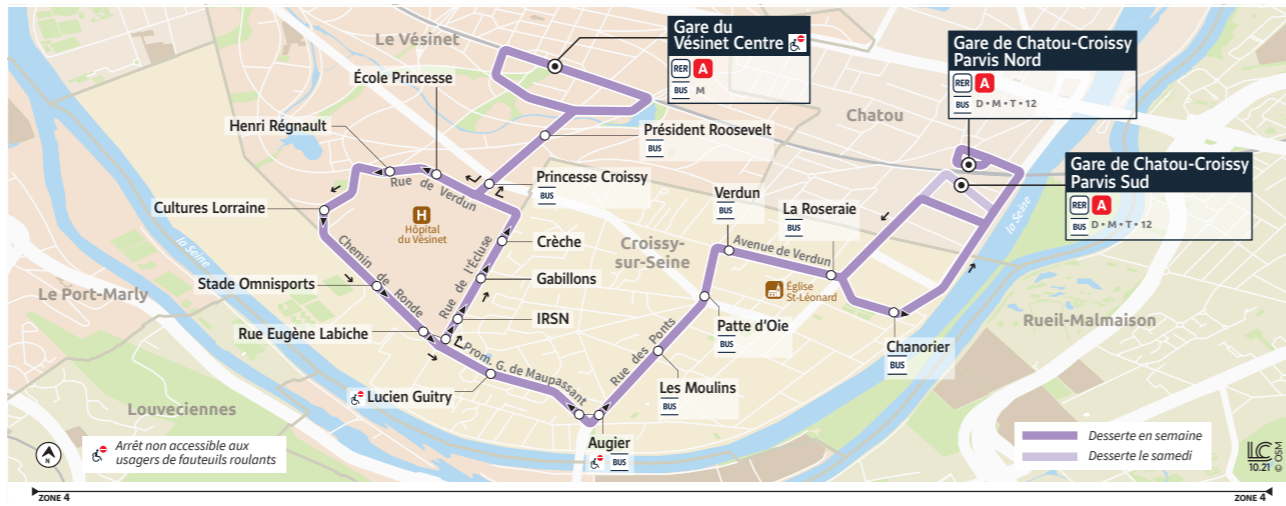 Le Vésinet
École Princesse
Henri Régnault
Cultures Lorraine
Stade Omnisports
Rue Eugène Labiche
Lucien Guitry
Gare du
Vésinet Centre
RER A
BUS M
Président Roosevelt
BUS
Princesse Croissy
BUS
Rue de Verdun
H
Hôpital
du Vésinet
Chemin de Ronde
Rue de l'Écluse
Crèche
Gabillons
IRSN
Prom. G. de Maupassant
Augier
BUS
Rue des Ponts
Les Moulins
BUS
Patte d'Oie
BUS
Croissy-
sur-Seine
Verdun
BUS
Avenue de Verdun
La Roseraie
BUS
Église
St-Léonard
Chanorier
BUS
Chatou
Gare de Chatou-Croissy
Parvis Nord
RER A
BUS D • M • T • 12
Gare de Chatou-Croissy
Parvis Sud
RER A
BUS D • M • T • 12
la Seine
la Seine
Le Port-Marly
Louveciennes
Rueil-Malmaison
N
Arrêt non accessible aux
usagers de fauteuils roulants
Desserte en semaine
Desserte le samedi
LC
10.21
© OSM
ZONE 4
ZONE 4